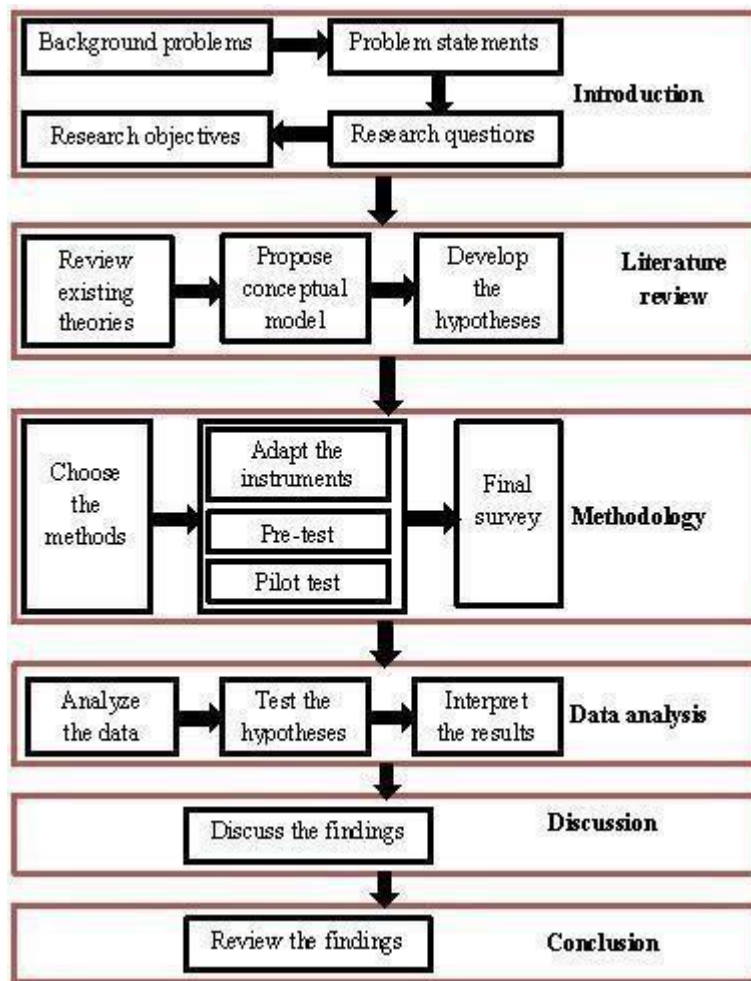 Background problems
Problem statements
Introduction
Research objectives
Research questions
Review
existing
theories
Propose
conceptual
model
Develop
the
hypotheses
Literature
review
Choose
the
methods
Adapt the
instruments
Pre-test
Pilot test
Final
survey
Methodology
Analyze
the data
Test the
hypotheses
Interpret
the results
Data analysis
Discuss the findings
Discussion
Review the findings
Conclusion